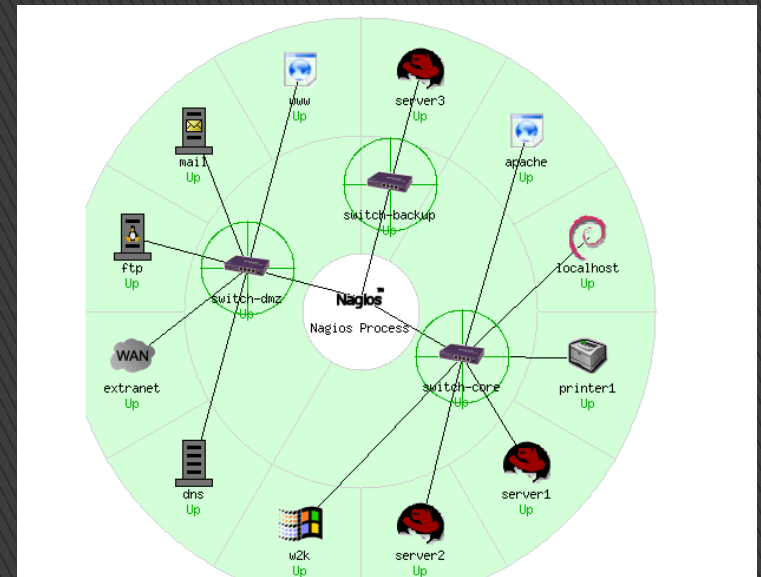 www
Up
server3
Up
mail
Up
apache
Up
switch-backup
Up
ftp
Up
localhost
Up
switch-dmz
Up
Nagios™
Nagios Process
WAN
extranet
Up
switch-core
Up
printer1
Up
dns
Up
server1
Up
w2k
Up
server2
Up